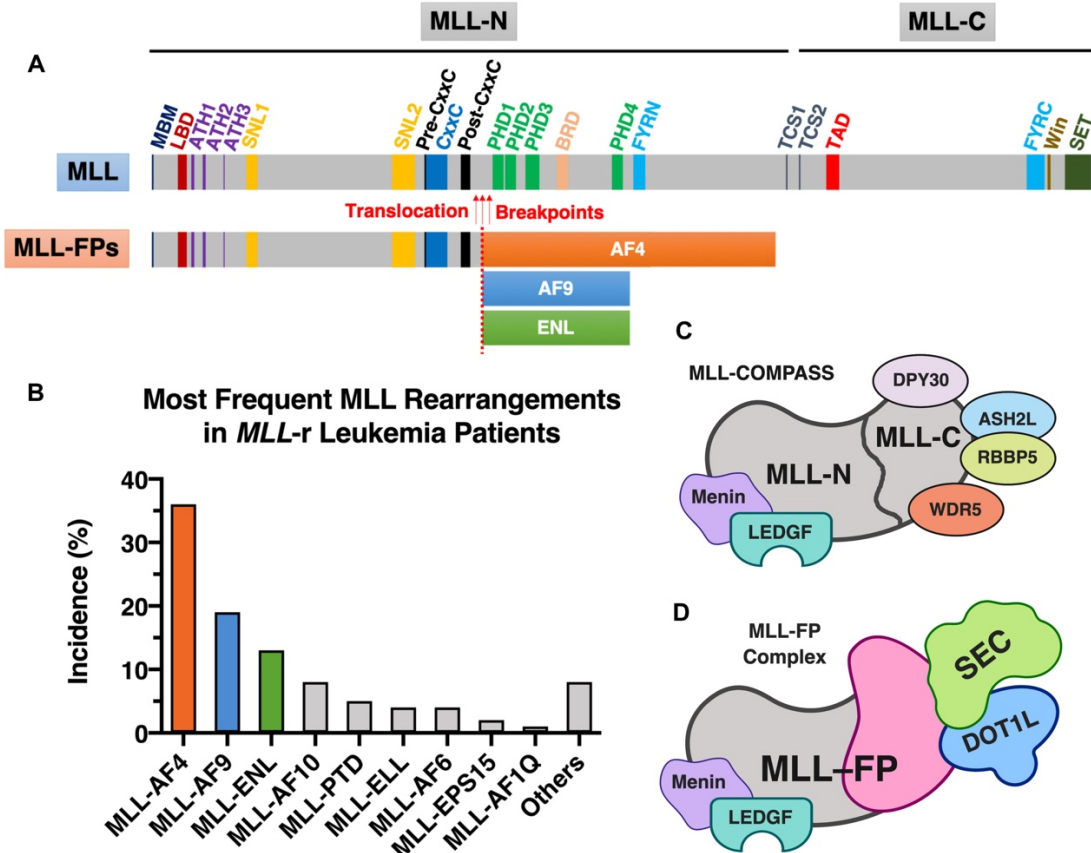 MLL-N
MLL-C
A
MBM
LBD
ATH1
ATH2
ATH3
SNL1
SNL2
Pre-CxxC
CxxC
Post-CxxC
PHD1
PHD2
PHD3
BRD
PHD4
FYRN
TCS1
TCS2
TAD
FYRC
Win
SET
MLL
Translocation
Breakpoints
MLL-FPs
AF4
AF9
ENL
B
Most Frequent MLL Rearrangements
in MLL-r Leukemia Patients
Incidence (%)
40
30
20
10
0
MLL-AF4
MLL-AF9
MLL-ENL
MLL-AF10
MLL-PTD
MLL-ELL
MLL-AF6
MLL-EPS15
MLL-AF1Q
Others
C
MLL-COMPASS
DPY30
MLL-C
ASH2L
RBBP5
MLL-N
WDR5
Menin
LEDGF
D
MLL-FP
Complex
SEC
DOT1L
MLL–FP
Menin
LEDGF